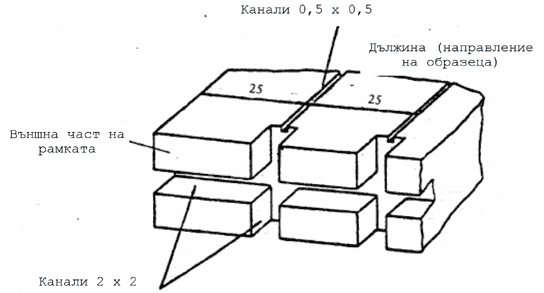 Канали 0,5 х 0,5
Дължина (направление
на образеца)
25
25
Външна част на
рамката
Канали 2 х 2